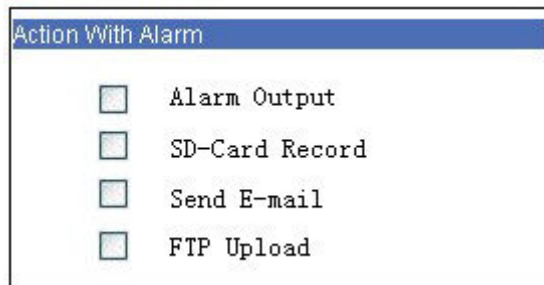 Action With Alarm
Alarm Output
SD-Card Record
Send E-mail
FTP Upload